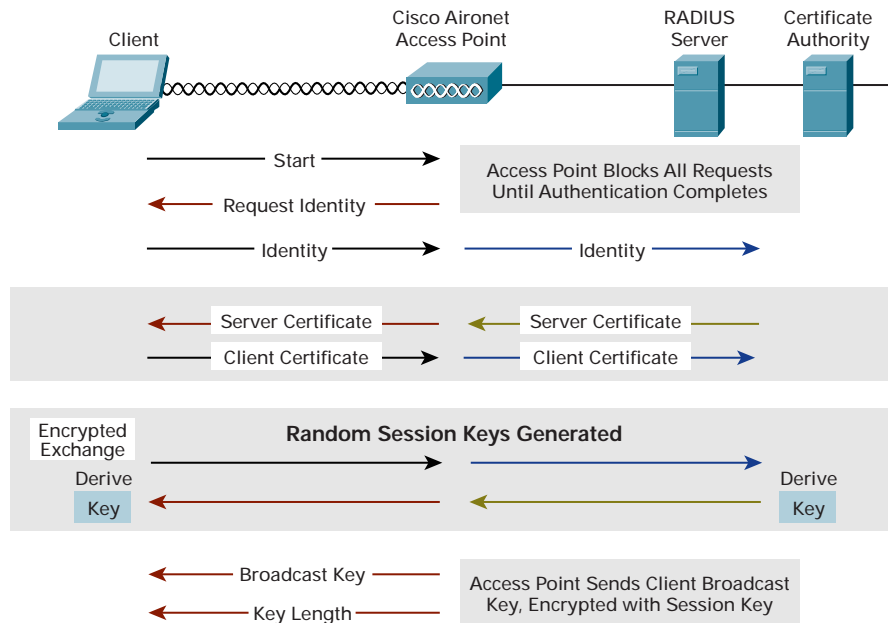 Client
Cisco Aironet
Access Point
RADIUS
Server
Certificate
Authority
Start
Access Point Blocks All Requests
Until Authentication Completes
Request Identity
Identity
Identity
Server Certificate
Server Certificate
Client Certificate
Client Certificate
Encrypted
Exchange
Random Session Keys Generated
Derive
Key
Derive
Key
Broadcast Key
Key Length
Access Point Sends Client Broadcast
Key, Encrypted with Session Key